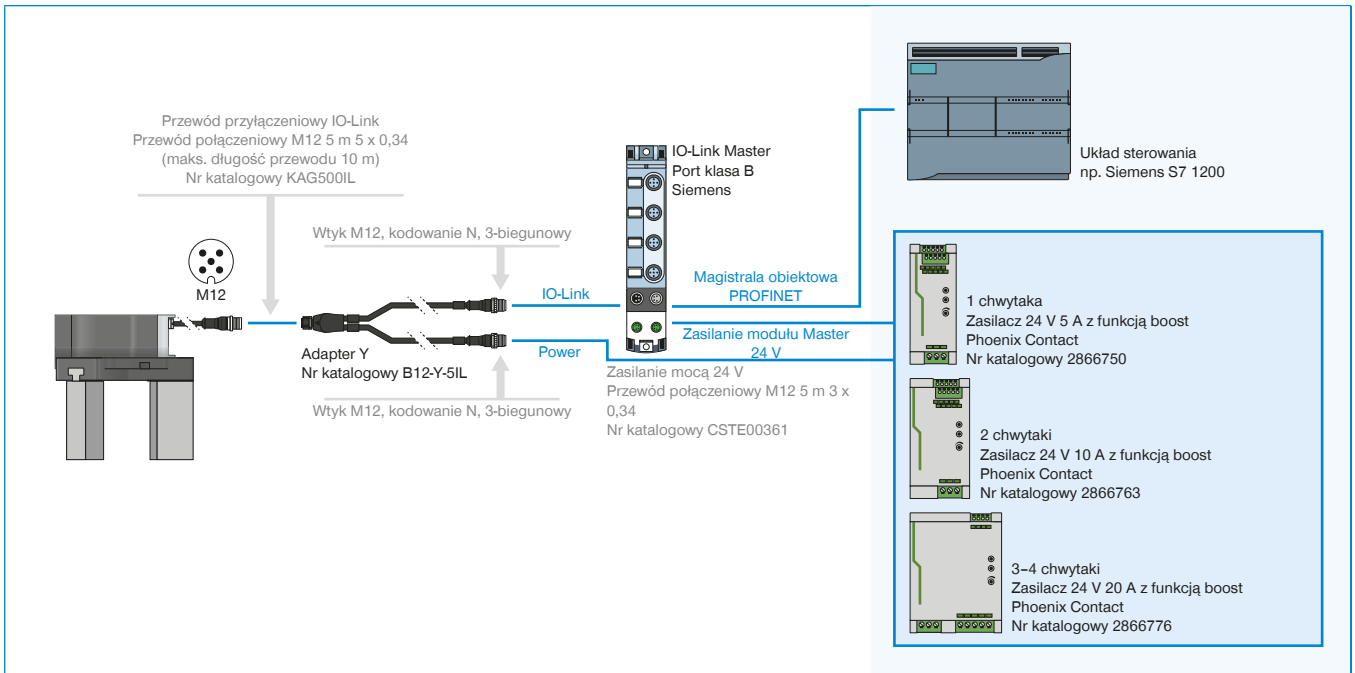 Przewód przyłączeniowy IO-Link
Przewód połączeniowy M12 5 m 5 x 0,34
(maks. długość przewodu 10 m)
Nr katalogowy KAG500IL
M12
Wtyk M12, kodowanie N, 3-biegunowy
Adapter Y
Nr katalogowy B12-Y-5IL
Wtyk M12, kodowanie N, 3-biegunowy
IO-Link
Power
IO-Link Master
Port klasa B
Siemens
Magistrala obiektowa
PROFINET
Zasilanie modułu Master
24 V
Zasilanie mocą 24 V
Przewód połączeniowy M12 5 m 3 x
0,34
Nr katalogowy CSTE00361
Układ sterowania
np. Siemens S7 1200
1 chwytaka
Zasilacz 24 V 5 A z funkcją boost
Phoenix Contact
Nr katalogowy 2866750
2 chwytaki
Zasilacz 24 V 10 A z funkcją boost
Phoenix Contact
Nr katalogowy 2866763
3–4 chwytaki
Zasilacz 24 V 20 A z funkcją boost
Phoenix Contact
Nr katalogowy 2866776